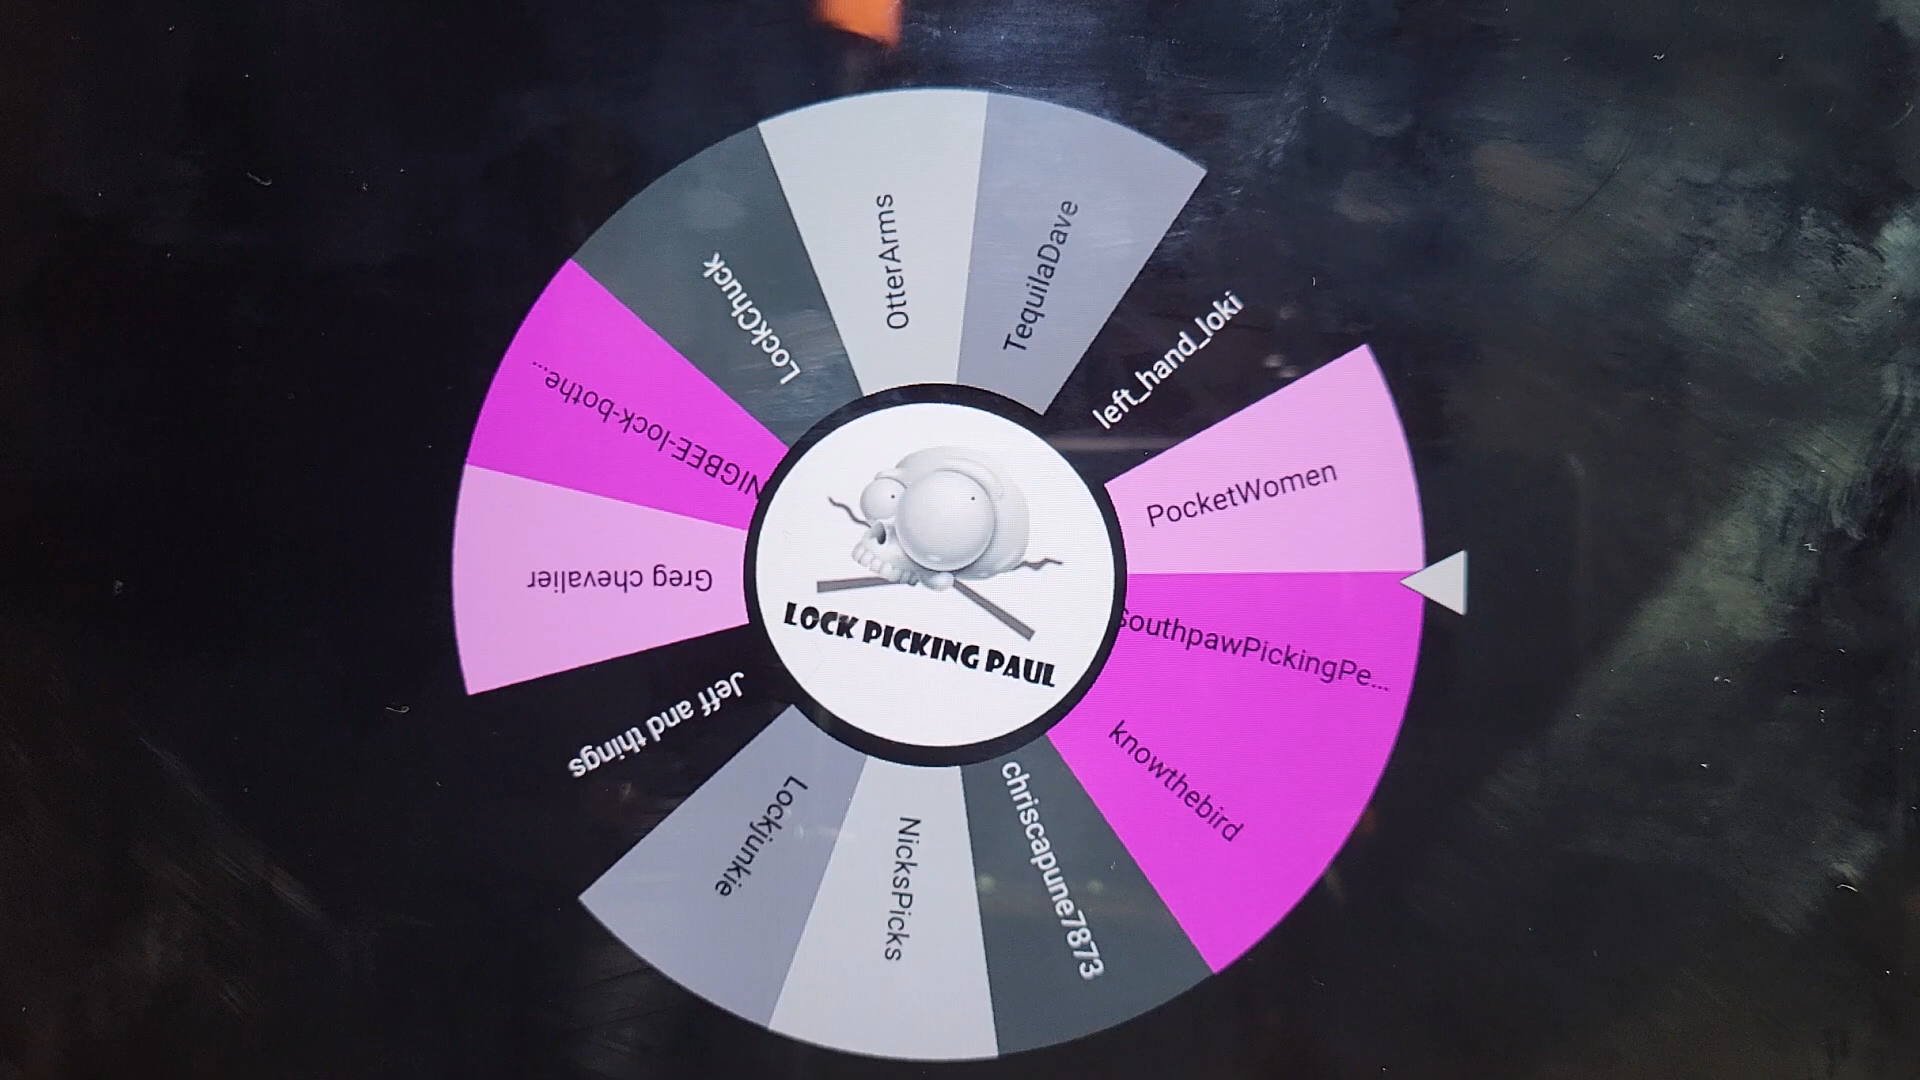 OtterArms
TequilaDave
left_hand_loki
PocketWomen
SouthpawPickingPe...
knowthebird
chriscapune7873
NicksPicks
Lockjunkie
Jeff and things
Greg chevalier
NIGBEE-lock-bothe...
LockChuck
LOCK PICKING PAUL